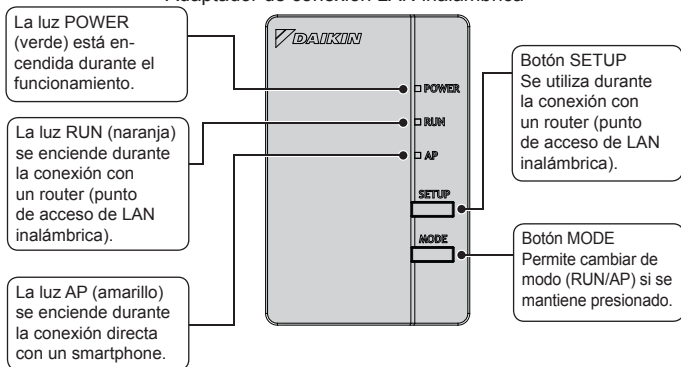 Adaptador de conexión LAN inalámbrica
La luz POWER
(verde) está en-
cendida durante el
funcionamiento.
La luz RUN (naranja)
se enciende durante
la conexión con
un router (punto
de acceso de LAN
inalámbrica).
La luz AP (amarillo)
se enciende durante
la conexión directa
con un smartphone.
DAIKIN
POWER
RUN
AP
SETUP
MODE
Botón SETUP
Se utiliza durante
la conexión con
un router (punto
de acceso de LAN
inalámbrica).
Botón MODE
Permite cambiar de
modo (RUN/AP) si se
mantiene presionado.